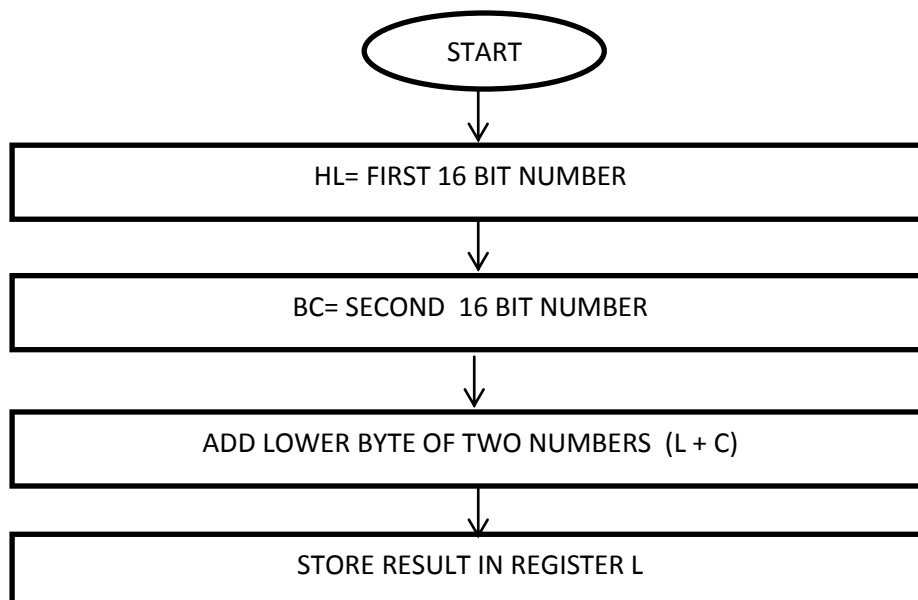 START
HL= FIRST 16 BIT NUMBER
BC= SECOND 16 BIT NUMBER
ADD LOWER BYTE OF TWO NUMBERS (L + C)
STORE RESULT IN REGISTER L